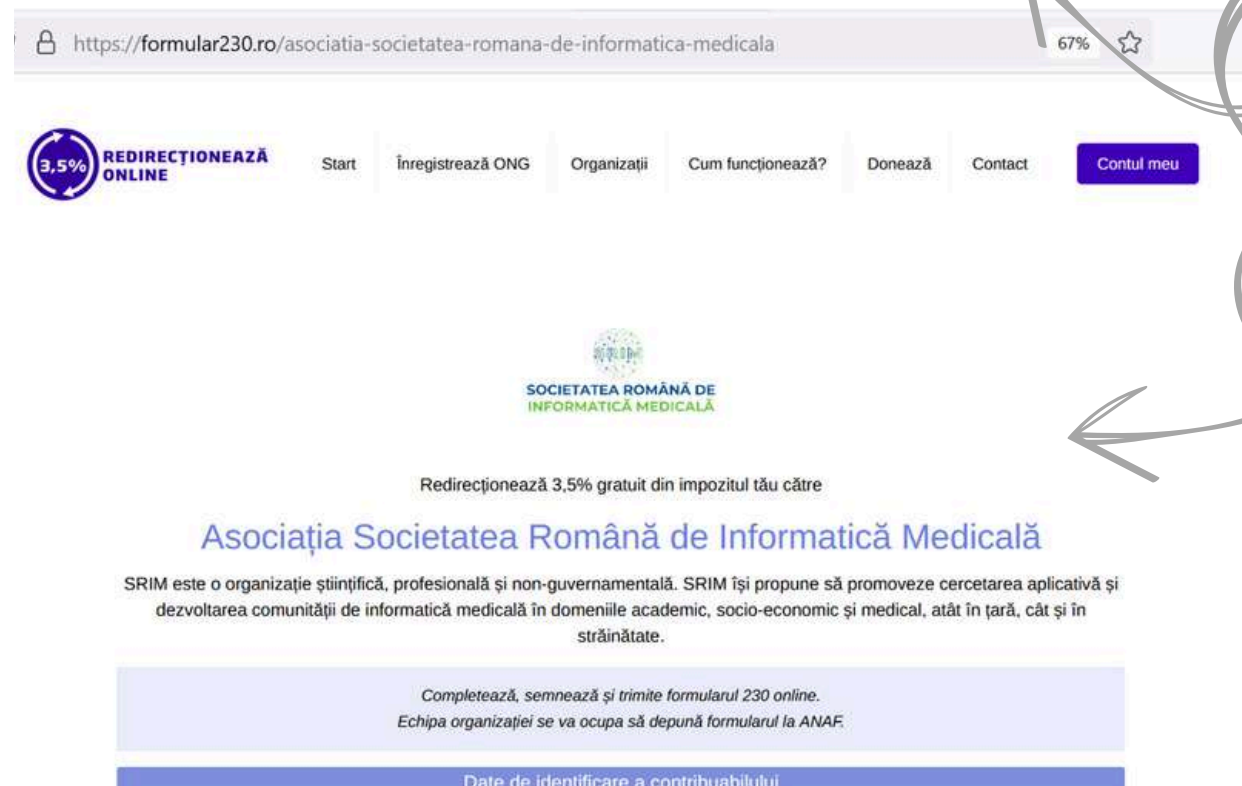 https://formular230.ro/asociatia-societatea-romana-de-informatica-medicala 67%
3,5% REDIRECȚIONEAZĂ
ONLINE
Start Înregistrează ONG Organizații Cum funcționează? Donează Contact Contul meu
SOCIETATEA ROMÂNĂ DE
INFORMATICĂ MEDICALĂ
Redirecționează 3,5% gratuit din impozitul tău către
Asociația Societatea Română de Informatică Medicală
SRIM este o organizație științifică, profesională și non-guvernamentală. SRIM își propune să promoveze cercetarea aplicativă și
dezvoltarea comunității de informatică medicală în domeniile academic, socio-economic și medical, atât în țară, cât și în
străinătate.
Completează, semnează și trimite formularul 230 online.
Echipa organizației se va ocupa să depună formularul la ANAF.
Date de identificare a contribuabilului